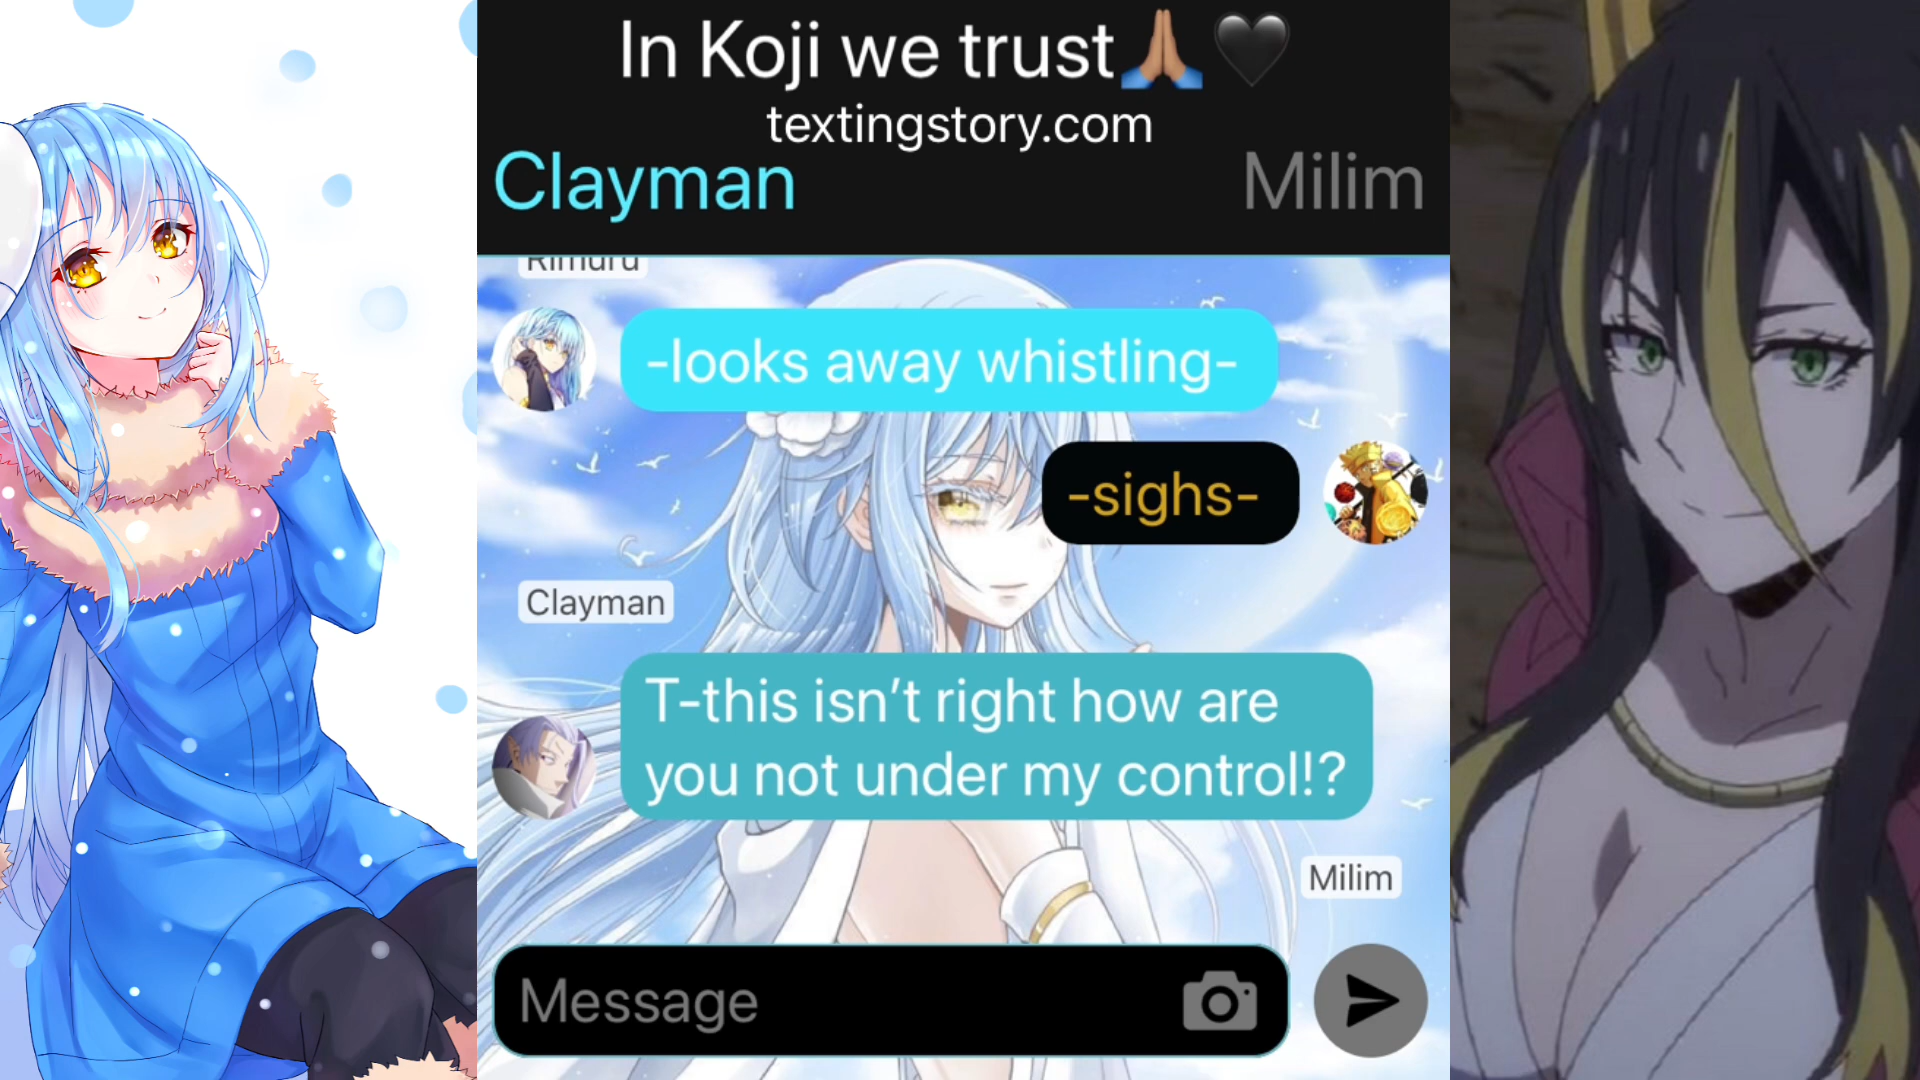 In Koji we trust🙏🏽🖤
textingstory.com
Clayman
Milim
Rimuru
-looks away whistling-
-sighs-
Clayman
T-this isn’t right how are
you not under my control!?
Milim
Message